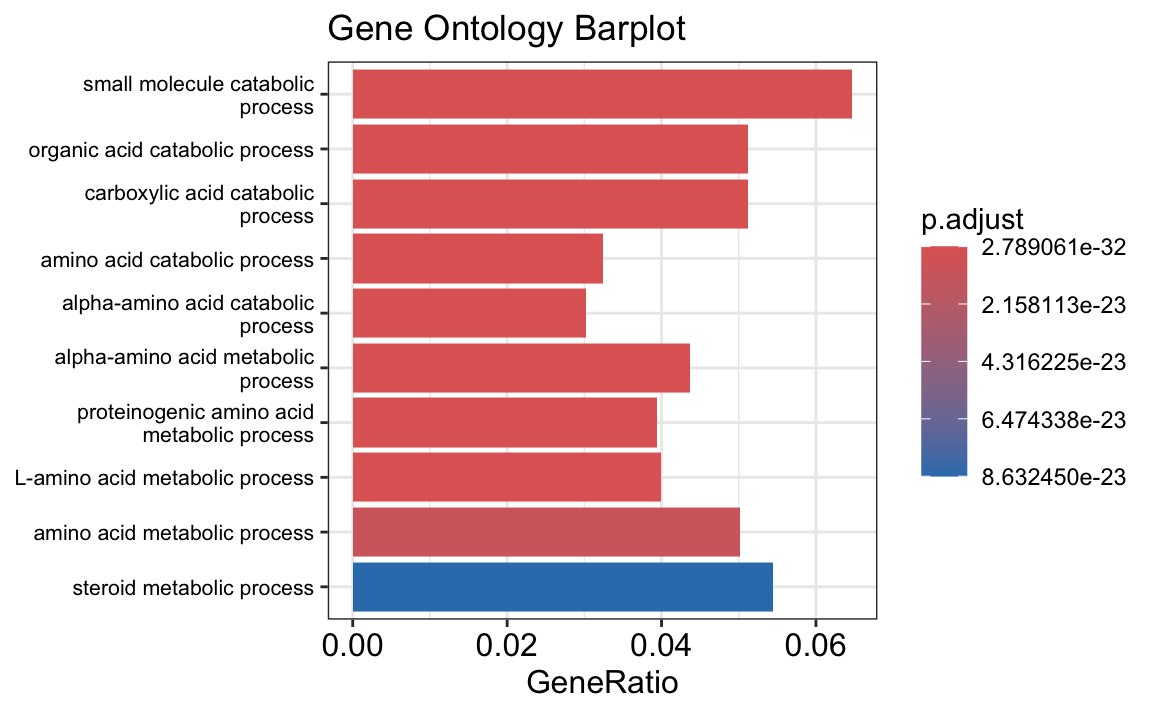 Gene Ontology Barplot
small molecule catabolic
process
organic acid catabolic process
carboxylic acid catabolic
process
amino acid catabolic process
alpha-amino acid catabolic
process
alpha-amino acid metabolic
process
proteinogenic amino acid
metabolic process
L-amino acid metabolic process
amino acid metabolic process
steroid metabolic process
0.00
0.02
0.04
0.06
GeneRatio
p.adjust
2.789061e-32
2.158113e-23
4.316225e-23
6.474338e-23
8.632450e-23